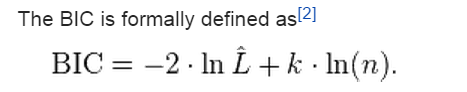 The BIC is formally defined as[2]
BIC = −2 · ln L̂ + k · ln(n).